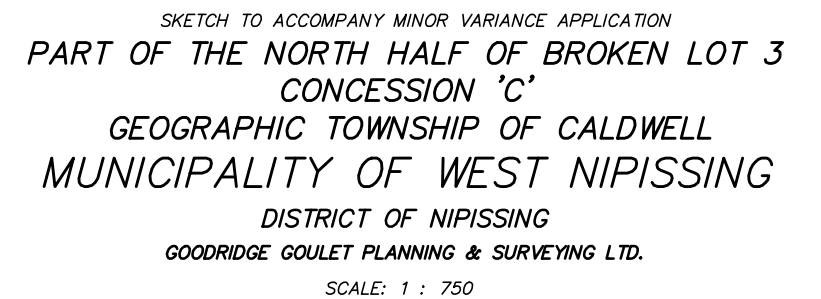 SKETCH TO ACCOMPANY MINOR VARIANCE APPLICATION
PART OF THE NORTH HALF OF BROKEN LOT 3
CONCESSION 'C'
GEOGRAPHIC TOWNSHIP OF CALDWELL
MUNICIPALITY OF WEST NIPISSING
DISTRICT OF NIPISSING
GOODRIDGE GOULET PLANNING & SURVEYING LTD.
SCALE: 1 : 750